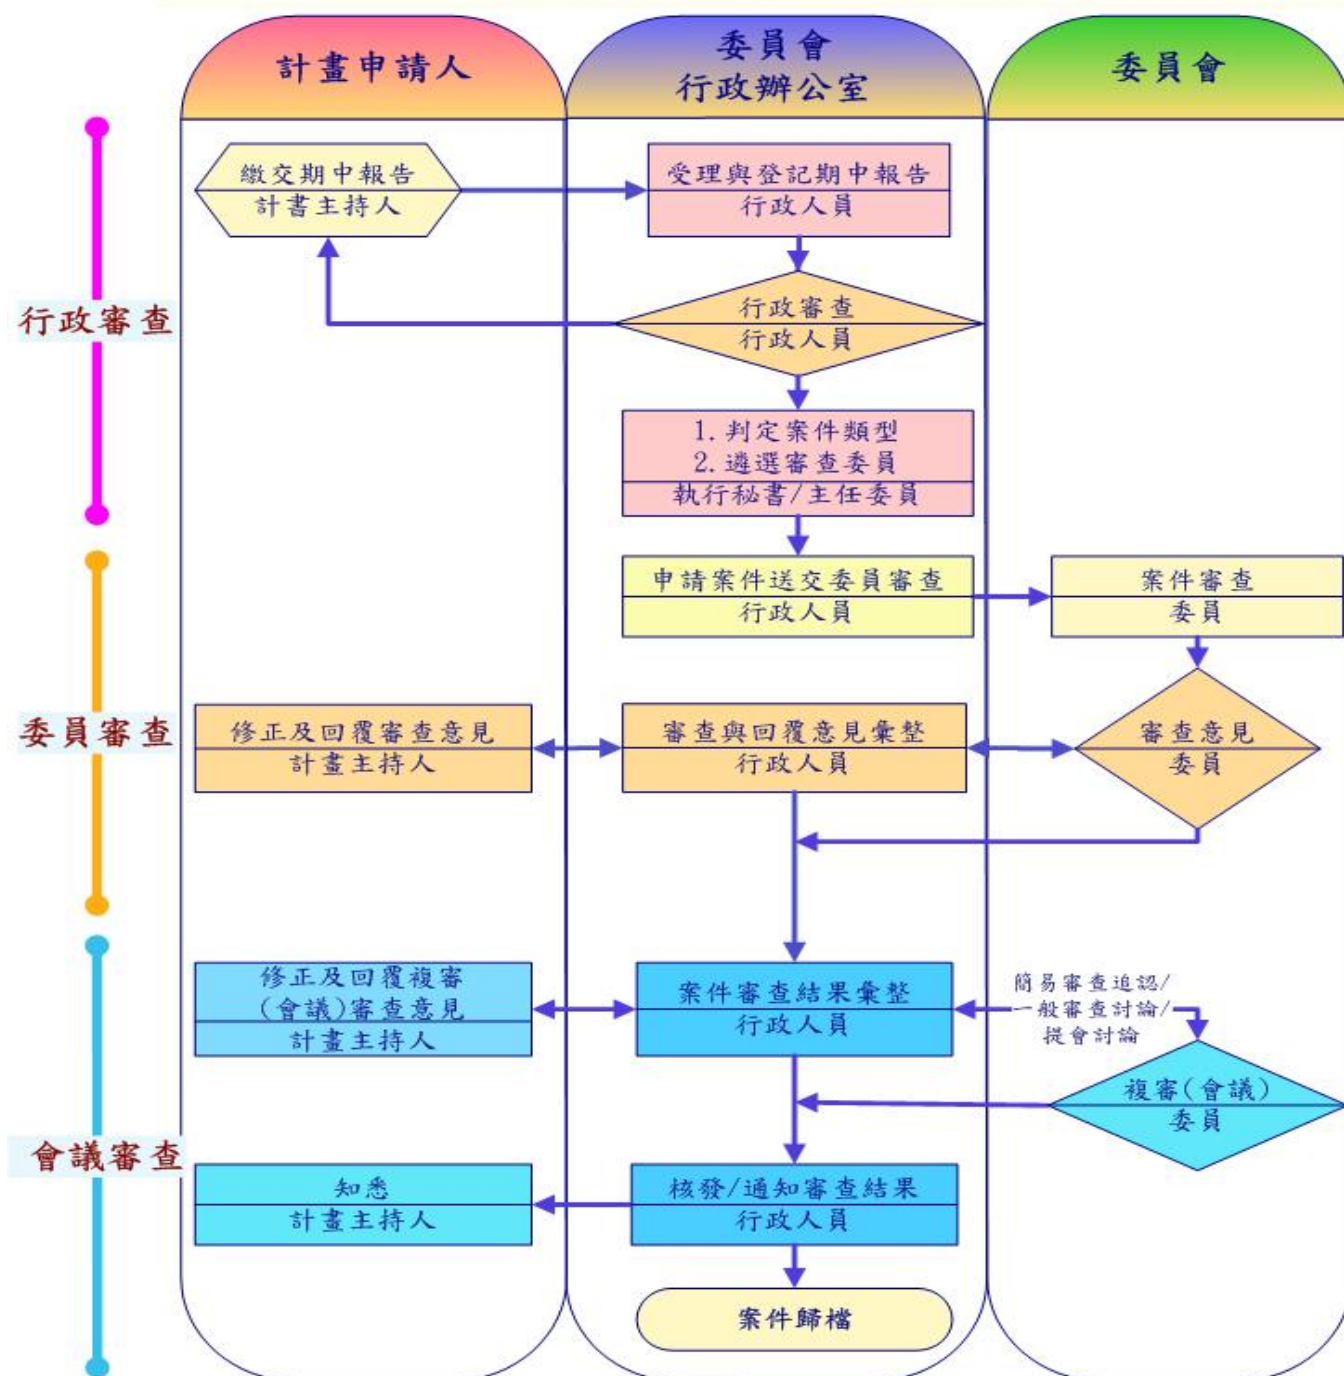 計畫申請人
委員會
行政辦公室
委員會
行政審查
繳交期中報告
計書主持人
受理與登記期中報告
行政人員
行政審查
行政人員
1.判定案件類型
2.遴選審查委員
執行秘書/主任委員
委員審查
申請案件送交委員審查
行政人員
案件審查
委員
修正及回覆審查意見
計畫主持人
審查與回覆意見彙整
行政人員
審查意見
委員
會議審查
修正及回覆複審
(會議)審查意見
計畫主持人
案件審查結果彙整
行政人員
簡易審查追認/
一般審查討論/
提會討論
複審(會議)
委員
知悉
計畫主持人
核發/通知審查結果
行政人員
案件歸檔